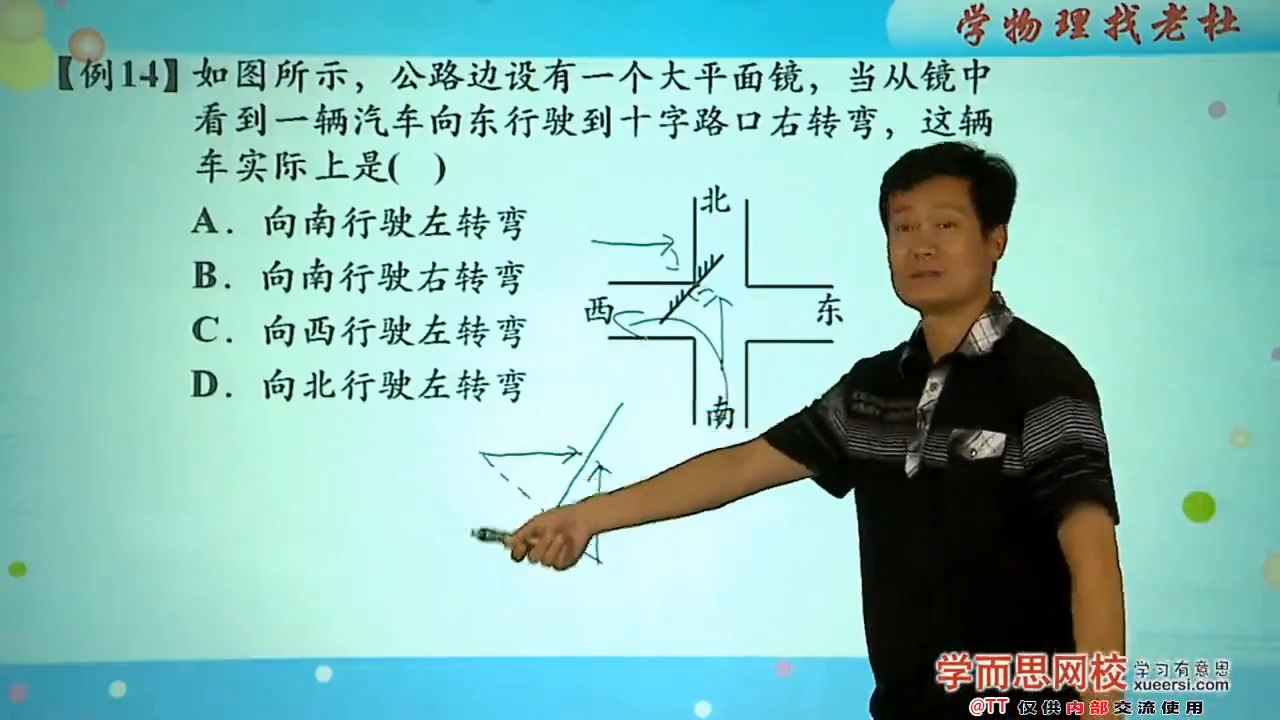 学物理找老杜
【例14】如图所示，公路边设有一个大平面镜，当从镜中
看到一辆汽车向东行驶到十字路口右转弯，这辆
车实际上是( )
A．向南行驶左转弯
B．向南行驶右转弯
C．向西行驶左转弯
D．向北行驶左转弯
北
西
东
南
学而思网校 学习有意思
xueersi.com
@TT 仅供内部交流使用